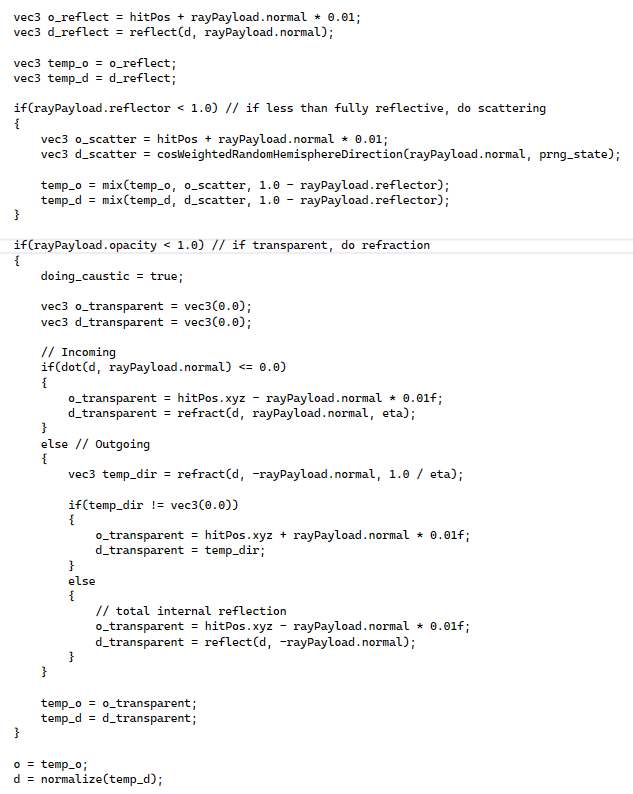 vec3 o_reflect = hitPos + rayPayload.normal * 0.01;
vec3 d_reflect = reflect(d, rayPayload.normal);

vec3 temp_o = o_reflect;
vec3 temp_d = d_reflect;

if(rayPayload.reflector < 1.0) // if less than fully reflective, do scattering
{
    vec3 o_scatter = hitPos + rayPayload.normal * 0.01;
    vec3 d_scatter = cosWeightedRandomHemisphereDirection(rayPayload.normal, prng_state);

    temp_o = mix(temp_o, o_scatter, 1.0 - rayPayload.reflector);
    temp_d = mix(temp_d, d_scatter, 1.0 - rayPayload.reflector);
}

if(rayPayload.opacity < 1.0) // if transparent, do refraction
{
    doing_caustic = true;

    vec3 o_transparent = vec3(0.0);
    vec3 d_transparent = vec3(0.0);

    // Incoming
    if(dot(d, rayPayload.normal) <= 0.0)
    {
        o_transparent = hitPos.xyz - rayPayload.normal * 0.01f;
        d_transparent = refract(d, rayPayload.normal, eta);
    }
    else // Outgoing
    {
        vec3 temp_dir = refract(d, -rayPayload.normal, 1.0 / eta);

        if(temp_dir != vec3(0.0))
        {
            o_transparent = hitPos.xyz + rayPayload.normal * 0.01f;
            d_transparent = temp_dir;
        }
        else
        {
            // total internal reflection
            o_transparent = hitPos.xyz - rayPayload.normal * 0.01f;
            d_transparent = reflect(d, -rayPayload.normal);
        }
    }

    temp_o = o_transparent;
    temp_d = d_transparent;
}

o = temp_o;
d = normalize(temp_d);